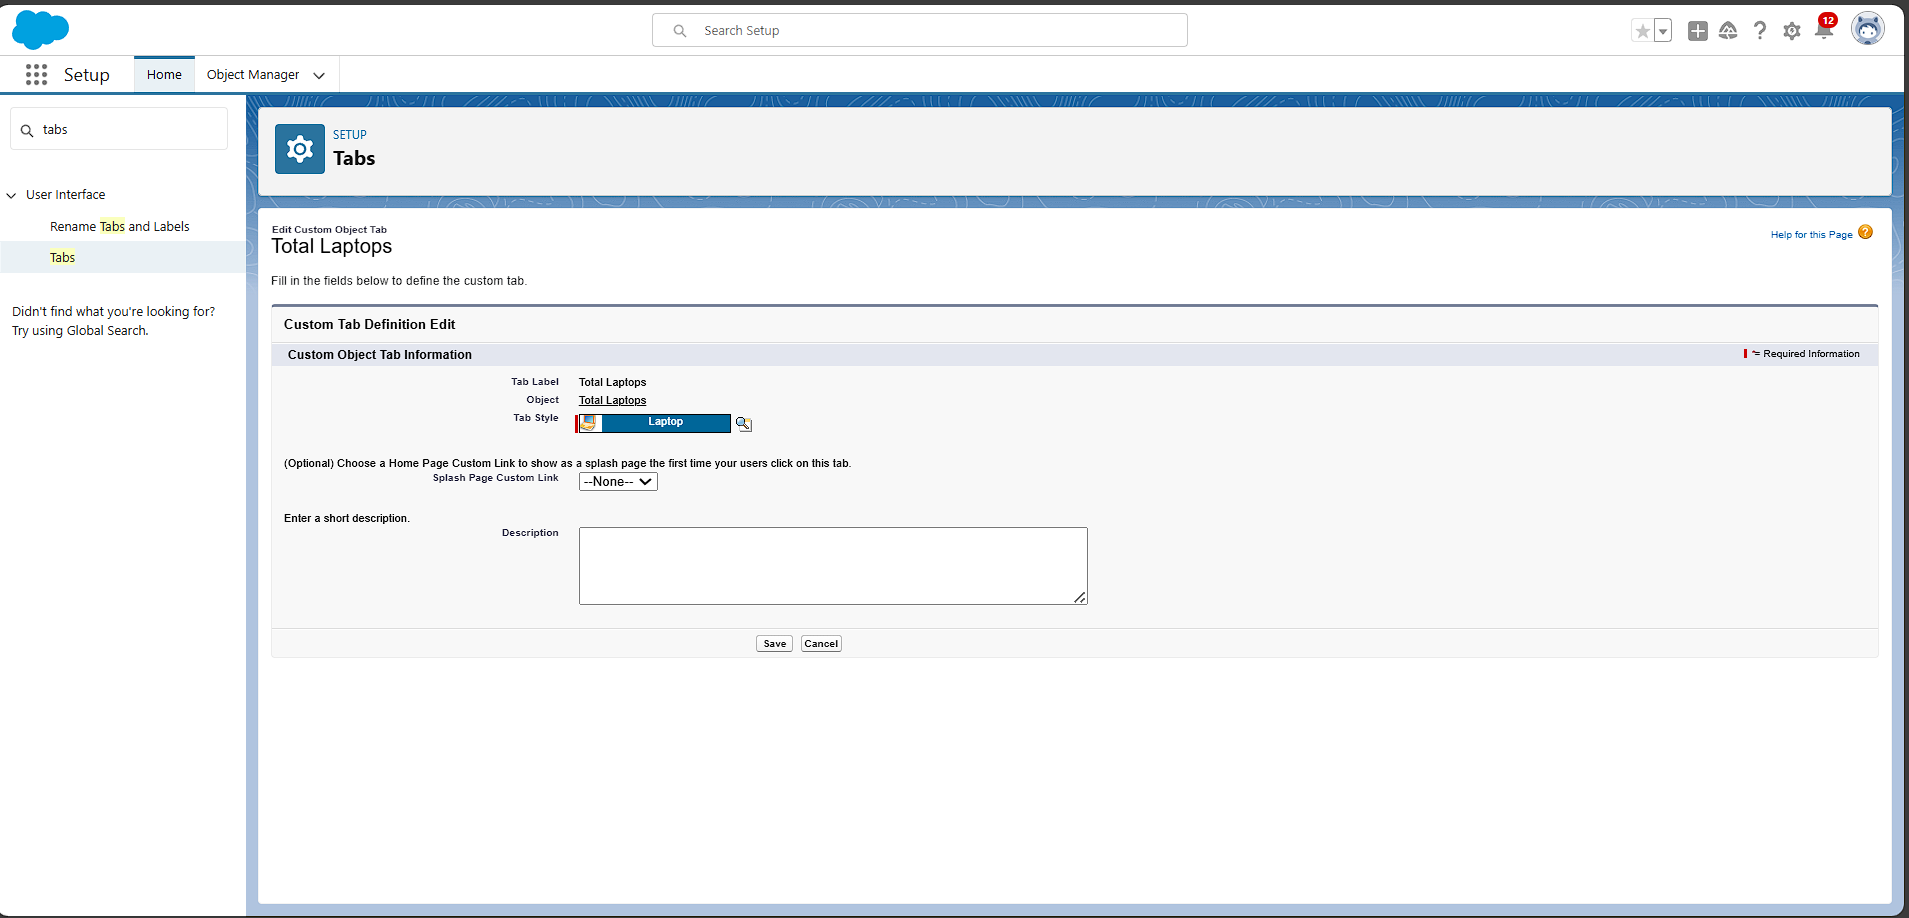 Search Setup
12
Setup
Home
Object Manager
tabs
User Interface
Rename Tabs and Labels
Tabs
Didn't find what you're looking for?
Try using Global Search.
SETUP
Tabs
Edit Custom Object Tab
Total Laptops
Help for this Page ?
Fill in the fields below to define the custom tab.
Custom Tab Definition Edit
Custom Object Tab Information
= Required Information
Tab Label Total Laptops
Object Total Laptops
Tab Style Laptop
(Optional) Choose a Home Page Custom Link to show as a splash page the first time your users click on this tab.
Splash Page Custom Link --None--
Enter a short description.
Description
Save Cancel